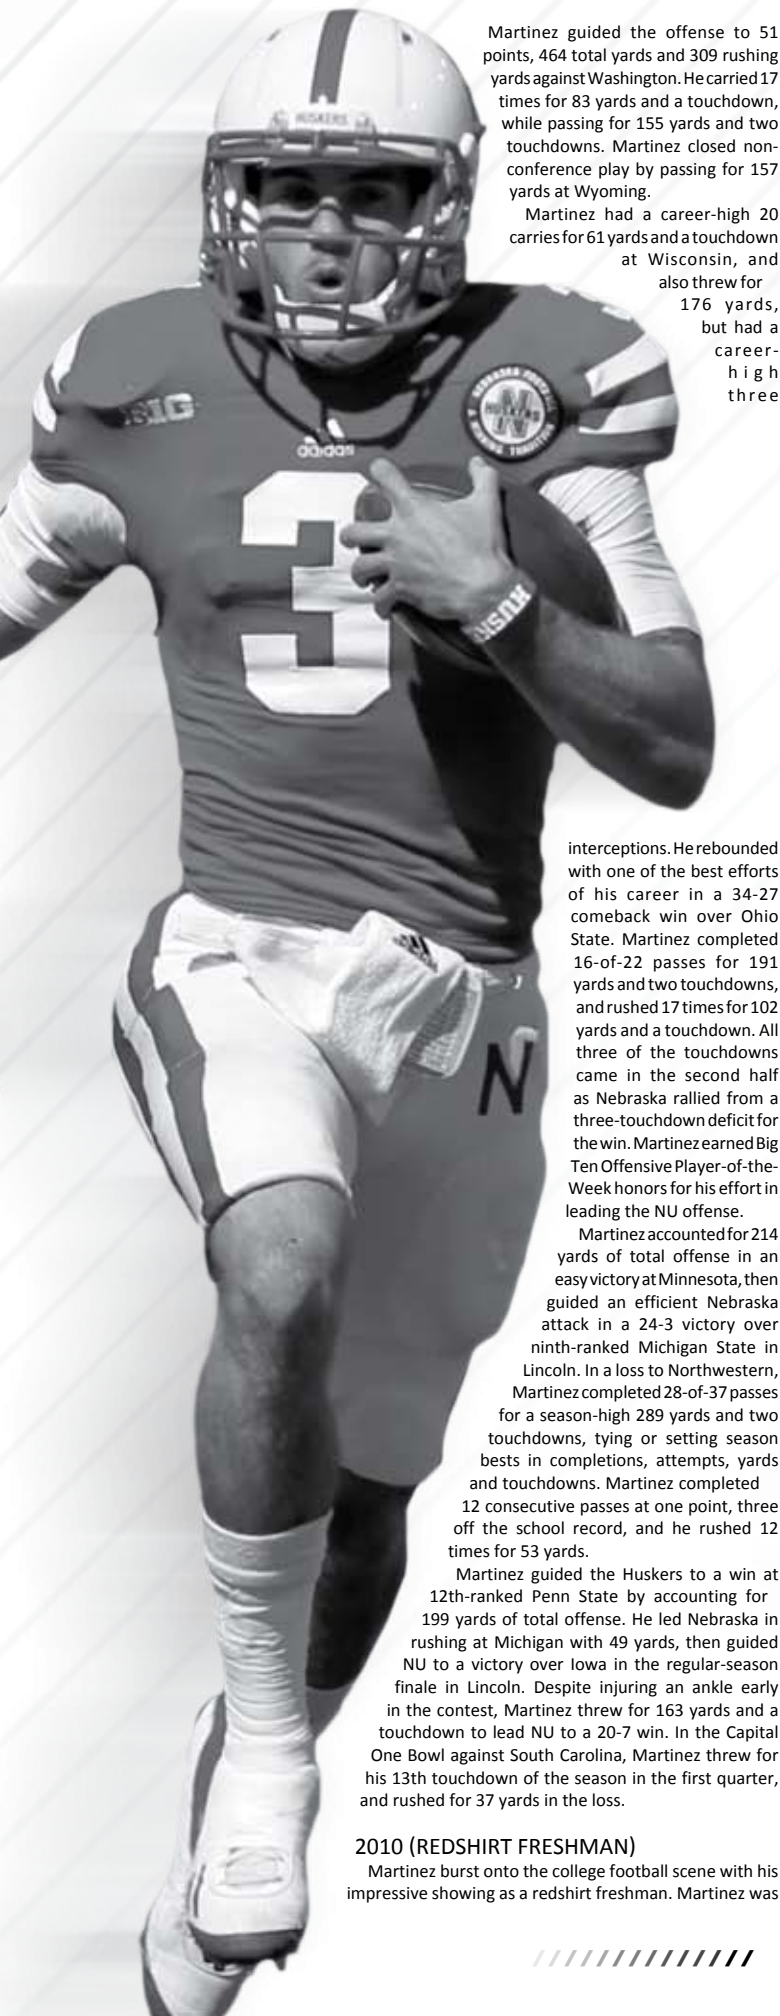 Martinez guided the offense to 51
points, 464 total yards and 309 rushing
yards against Washington. He carried 17
times for 83 yards and a touchdown,
while passing for 155 yards and two
touchdowns. Martinez closed non-
conference play by passing for 157
yards at Wyoming.
Martinez had a career-high 20
carries for 61 yards and a touchdown
at Wisconsin, and
also threw for
176 yards,
but had a
career-
high
three
HUSKERS
B1G
adidas
NEBRASKA FOOTBALL
HUSKERS
N
A WINNING TRADITION
3
HUSK
N
interceptions. He rebounded
with one of the best efforts
of his career in a 34-27
comeback win over Ohio
State. Martinez completed
16-of-22 passes for 191
yards and two touchdowns,
and rushed 17 times for 102
yards and a touchdown. All
three of the touchdowns
came in the second half
as Nebraska rallied from a
three-touchdown deficit for
the win. Martinez earned Big
Ten Offensive Player-of-the-
Week honors for his effort in
leading the NU offense.
Martinez accounted for 214
yards of total offense in an
easy victory at Minnesota, then
guided an efficient Nebraska
attack in a 24-3 victory over
ninth-ranked Michigan State in
Lincoln. In a loss to Northwestern,
Martinez completed 28-of-37 passes
for a season-high 289 yards and two
touchdowns, tying or setting season
bests in completions, attempts, yards
and touchdowns. Martinez completed
12 consecutive passes at one point, three
off the school record, and he rushed 12
times for 53 yards.
Martinez guided the Huskers to a win at
12th-ranked Penn State by accounting for
199 yards of total offense. He led Nebraska in
rushing at Michigan with 49 yards, then guided
NU to a victory over Iowa in the regular-season
finale in Lincoln. Despite injuring an ankle early
in the contest, Martinez threw for 163 yards and a
touchdown to lead NU to a 20-7 win. In the Capital
One Bowl against South Carolina, Martinez threw for
his 13th touchdown of the season in the first quarter,
and rushed for 37 yards in the loss.
2010 (REDSHIRT FRESHMAN)
Martinez burst onto the college football scene with his
impressive showing as a redshirt freshman. Martinez was